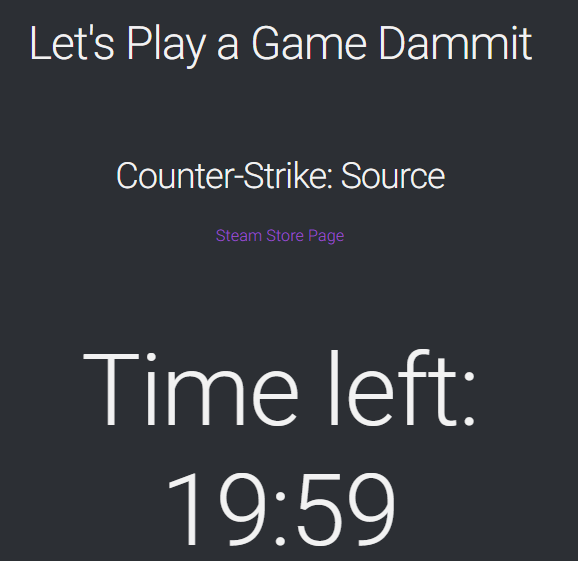 Let's Play a Game Dammit
Counter-Strike: Source
Steam Store Page
Time left:
19:59